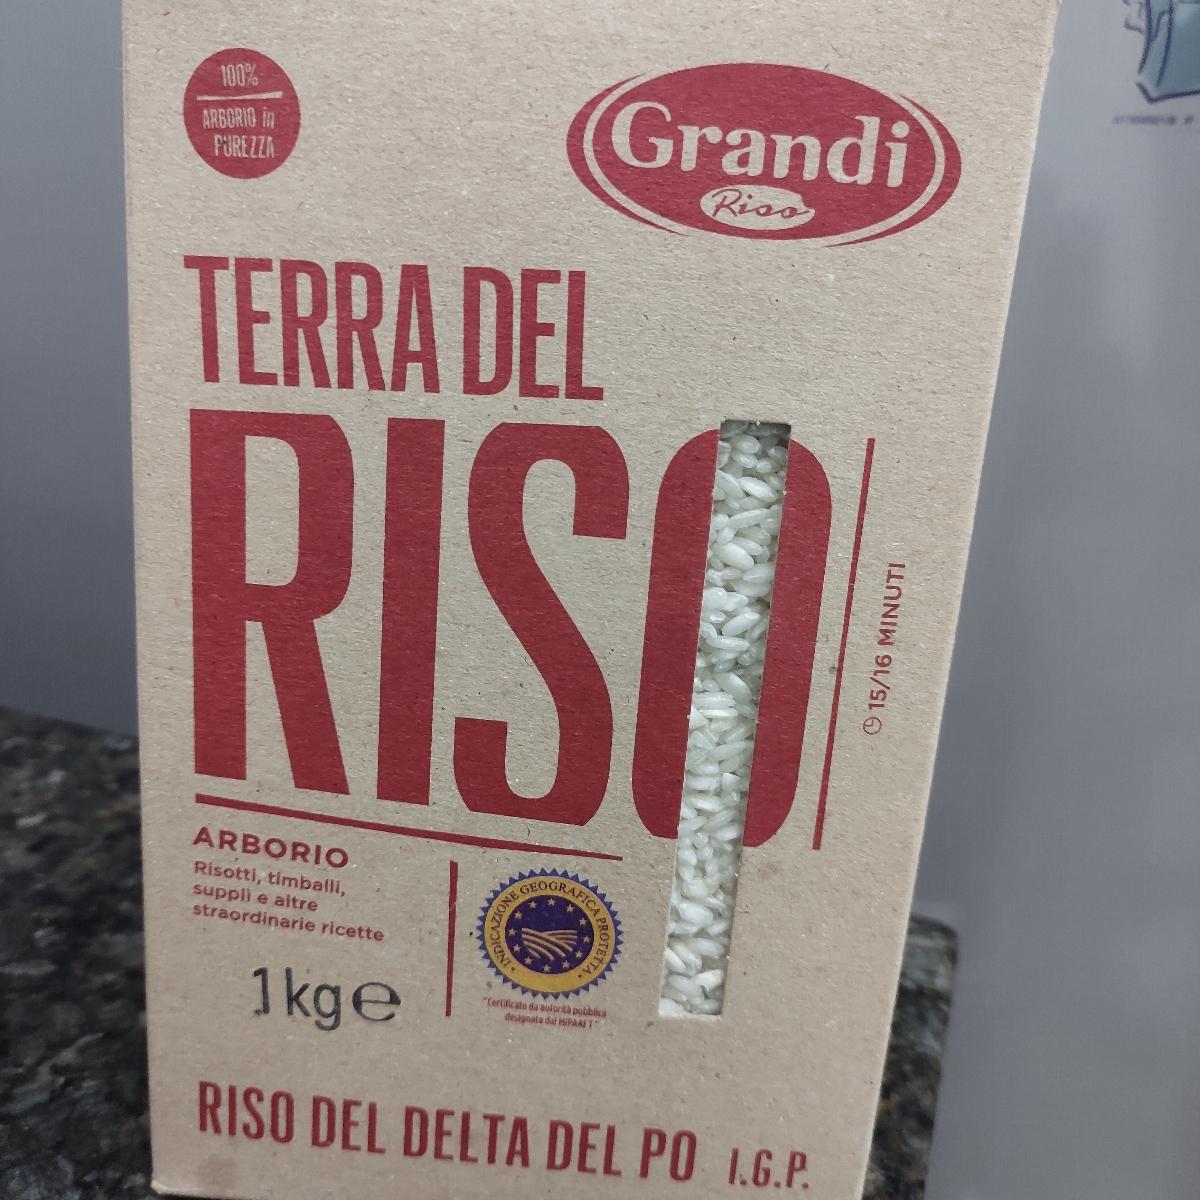 100%
ARBORIO in
PUREZZA
Grandi
Riso
TERRA DEL
RISO
15/16 MINUTI
ARBORIO
Risotti, timballi,
supplì e altre
straordinarie ricette
1kg e
INDICAZIONE GEOGRAFICA PROTETTA
"Certificato da autorità pubblica
designata dal MIPAAFT"
RISO DEL DELTA DEL PO I.G.P.